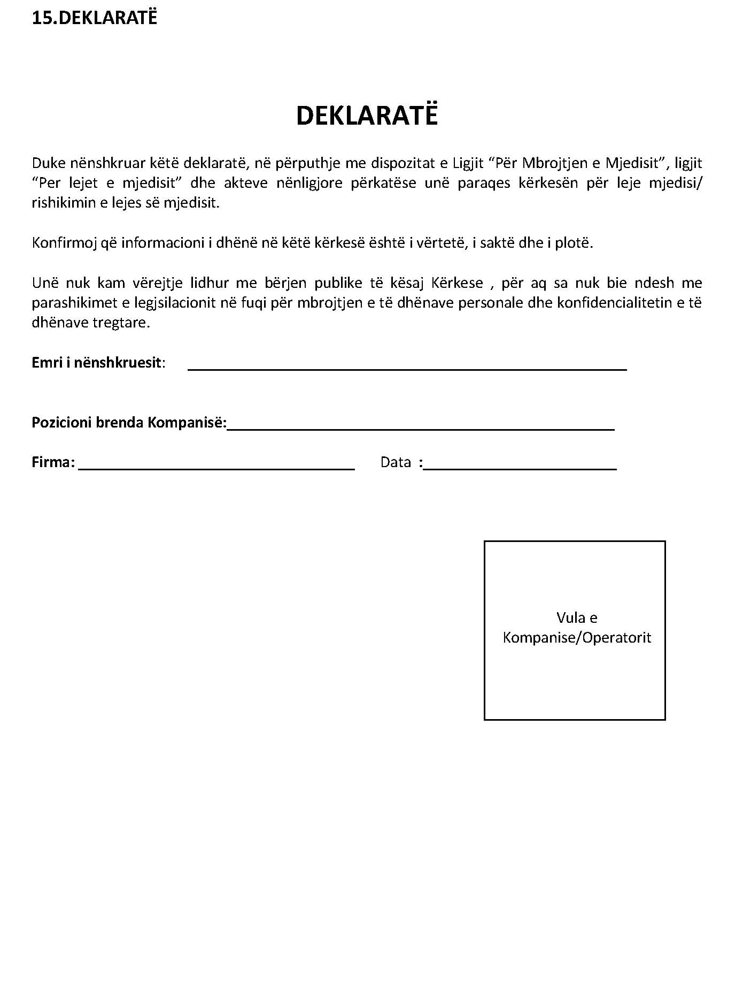 15.DEKLARATË
DEKLARATË
Duke nënshkruar këtë deklaratë, në përputhje me dispozitat e Ligjit “Për Mbrojtjen e Mjedisit”, ligjit
“Per lejet e mjedisit” dhe akteve nënligjore përkatëse unë paraqes kërkesën për leje mjedisi/
rishikimin e lejes së mjedisit.
Konfirmoj që informacioni i dhënë në këtë kërkesë është i vërtetë, i saktë dhe i plotë.
Unë nuk kam vërejtje lidhur me bërjen publike të kësaj Kërkese , për aq sa nuk bie ndesh me
parashikimet e legjsilacionit në fuqi për mbrojtjen e të dhënave personale dhe konfidencialitetin e të
dhënave tregtare.
Emri i nënshkruesit:
Pozicioni brenda Kompanisë:
Firma: Data :
Vula e
Kompanise/Operatorit